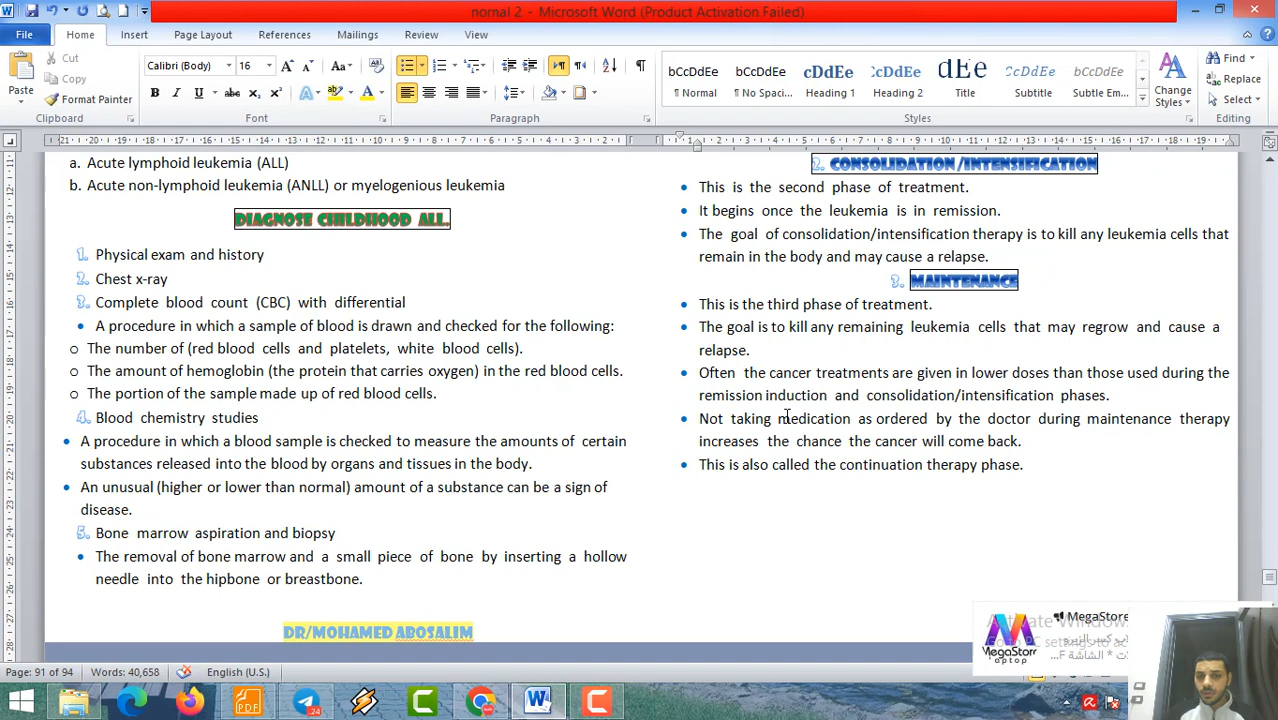 nornal 2 - Microsoft Word (Product Activation Failed)
File Home Insert Page Layout References Mailings Review View
Cut
Copy
Format Painter
Paste
Clipboard
Calibri (Body) 16
Font
Paragraph
bCcDdEe bCcDdEe cDdEe CcDdEe dEe CcDdEe bCcDdEe
¶ Normal ¶ No Spaci... Heading 1 Heading 2 Title Subtitle Subtle Em...
Styles
Change Styles
Find
Replace
Select
Editing
a. Acute lymphoid leukemia (ALL)
b. Acute non-lymphoid leukemia (ANLL) or myelogenious leukemia
DIAGNOSE CHILDHOOD ALL.
1. Physical exam and history
2. Chest x-ray
3. Complete blood count (CBC) with differential
• A procedure in which a sample of blood is drawn and checked for the following:
o The number of (red blood cells and platelets, white blood cells).
o The amount of hemoglobin (the protein that carries oxygen) in the red blood cells.
o The portion of the sample made up of red blood cells.
4. Blood chemistry studies
• A procedure in which a blood sample is checked to measure the amounts of certain
substances released into the blood by organs and tissues in the body.
• An unusual (higher or lower than normal) amount of a substance can be a sign of
disease.
5. Bone marrow aspiration and biopsy
• The removal of bone marrow and a small piece of bone by inserting a hollow
needle into the hipbone or breastbone.
DR/MOHAMED ABOSALIM
2. CONSOLIDATION /INTENSIFICATION
• This is the second phase of treatment.
• It begins once the leukemia is in remission.
• The goal of consolidation/intensification therapy is to kill any leukemia cells that
remain in the body and may cause a relapse.
3. MAINTENANCE
• This is the third phase of treatment.
• The goal is to kill any remaining leukemia cells that may regrow and cause a
relapse.
• Often the cancer treatments are given in lower doses than those used during the
remission induction and consolidation/intensification phases.
• Not taking medication as ordered by the doctor during maintenance therapy
increases the chance the cancer will come back.
• This is also called the continuation therapy phase.
MegaStore
MegaStore
laptop
Activate Windows
Page: 91 of 94 Words: 40,658 English (U.S.)
PDF
24